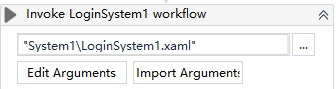 Invoke LoginSystem1 workflow
"System1\LoginSystem1.xaml"
...
Edit Arguments
Import Arguments